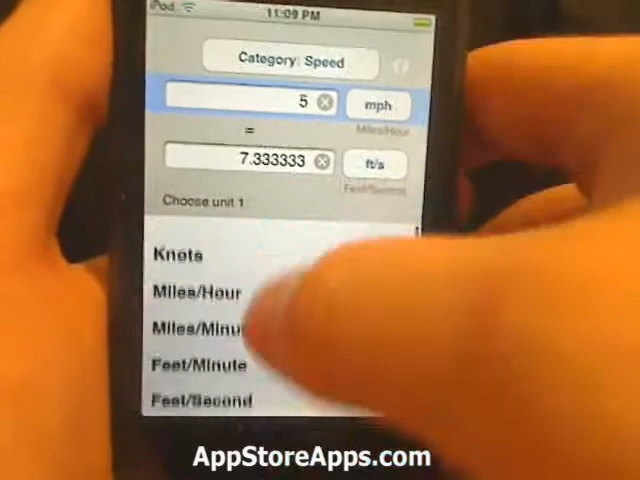 iPod 11:09 PM
Category: Speed
5 mph
= Miles/Hour
7.333333 ft/s
Feet/Second
Choose unit 1
Knots
Miles/Hour
Miles/Minu
Feet/Minute
Feet/Second
AppStoreApps.com